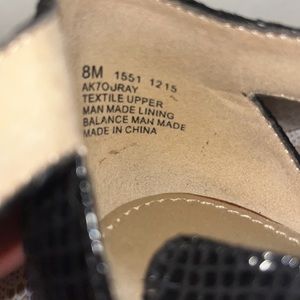 8M 1551 1215
AK7OJRAY
TEXTILE UPPER
MAN MADE LINING
BALANCE MAN MADE
MADE IN CHINA